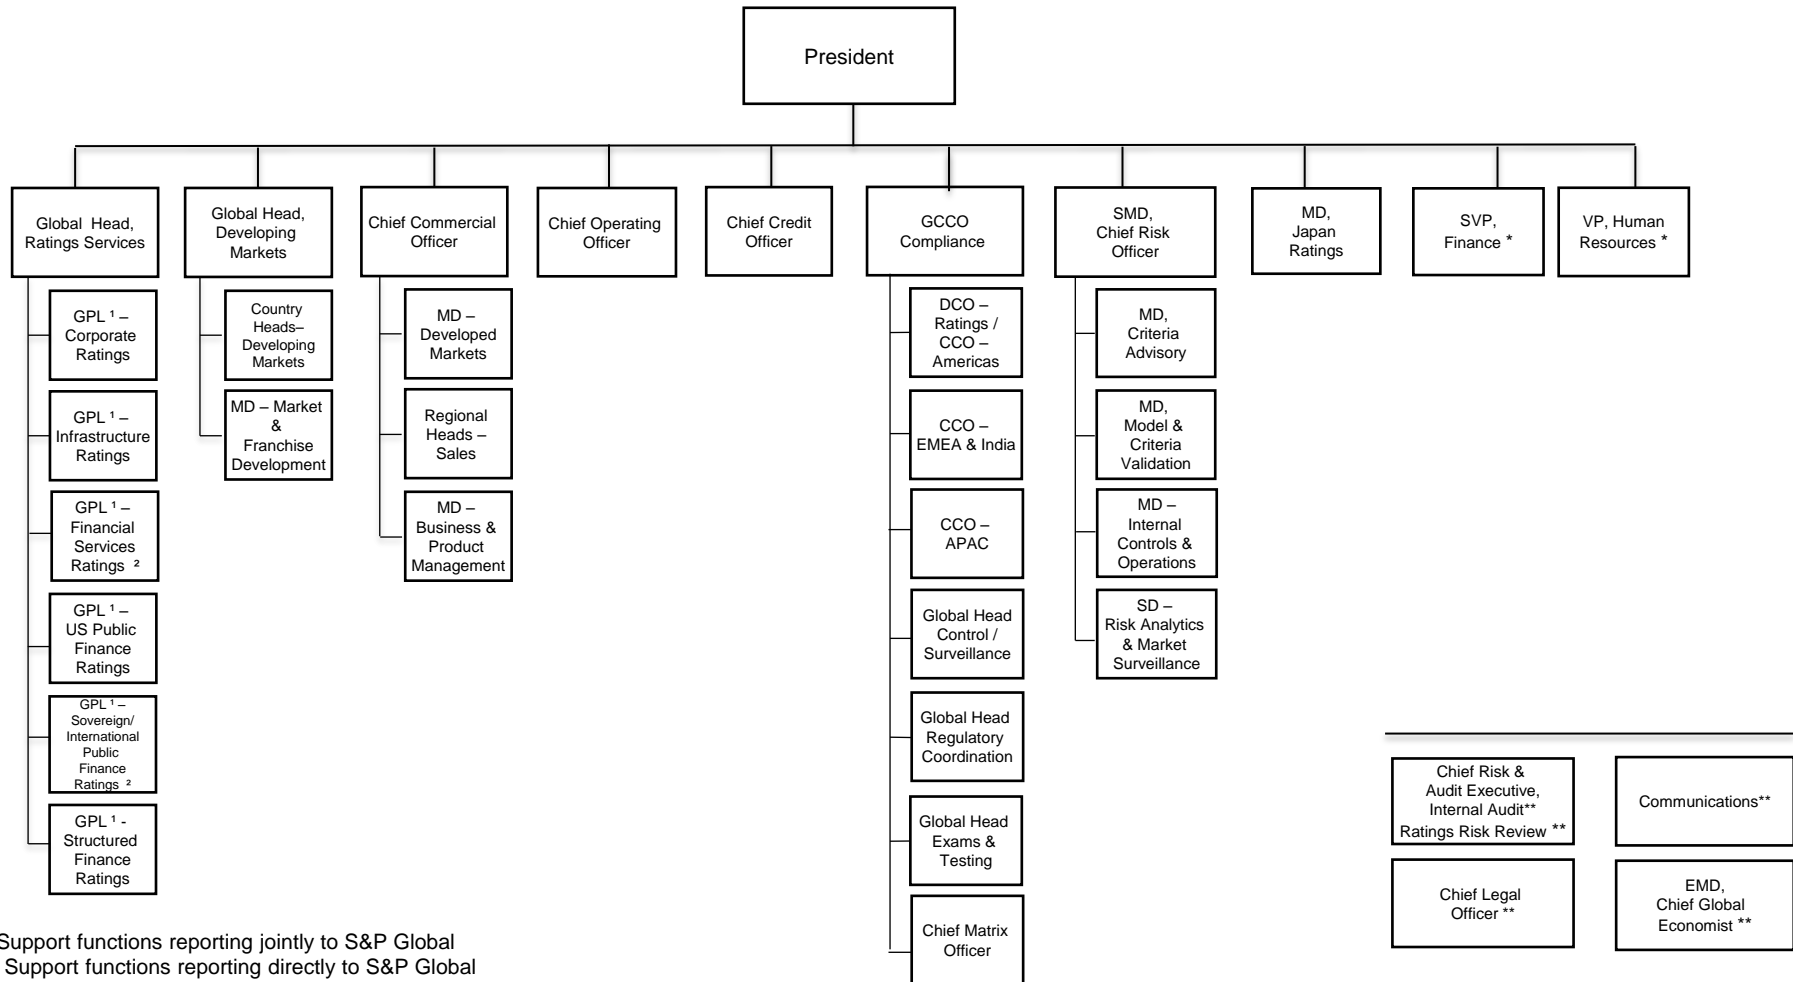 President
Global Head,
Ratings Services
Global Head,
Developing
Markets
Chief Commercial
Officer
Chief Operating
Officer
Chief Credit
Officer
GCCO
Compliance
SMD,
Chief Risk
Officer
MD,
Japan
Ratings
SVP,
Finance *
VP, Human
Resources *
GPL ¹ –
Corporate
Ratings
GPL ¹ –
Infrastructure
Ratings
GPL ¹ –
Financial
Services
Ratings ²
GPL ¹ –
US Public
Finance
Ratings
GPL ¹ –
Sovereign/
International
Public
Finance
Ratings ²
GPL ¹ -
Structured
Finance
Ratings
Country
Heads–
Developing
Markets
MD – Market
&
Franchise
Development
MD –
Developed
Markets
Regional
Heads –
Sales
MD –
Business &
Product
Management
DCO –
Ratings /
CCO –
Americas
CCO –
EMEA & India
CCO –
APAC
Global Head
Control /
Surveillance
Global Head
Regulatory
Coordination
Global Head
Exams &
Testing
Chief Matrix
Officer
MD,
Criteria
Advisory
MD,
Model &
Criteria
Validation
MD –
Internal
Controls &
Operations
SD –
Risk Analytics
& Market
Surveillance
Chief Risk &
Audit Executive,
Internal Audit**
Ratings Risk Review **
Communications**
Chief Legal
Officer **
EMD,
Chief Global
Economist **
Support functions reporting jointly to S&P Global
Support functions reporting directly to S&P Global